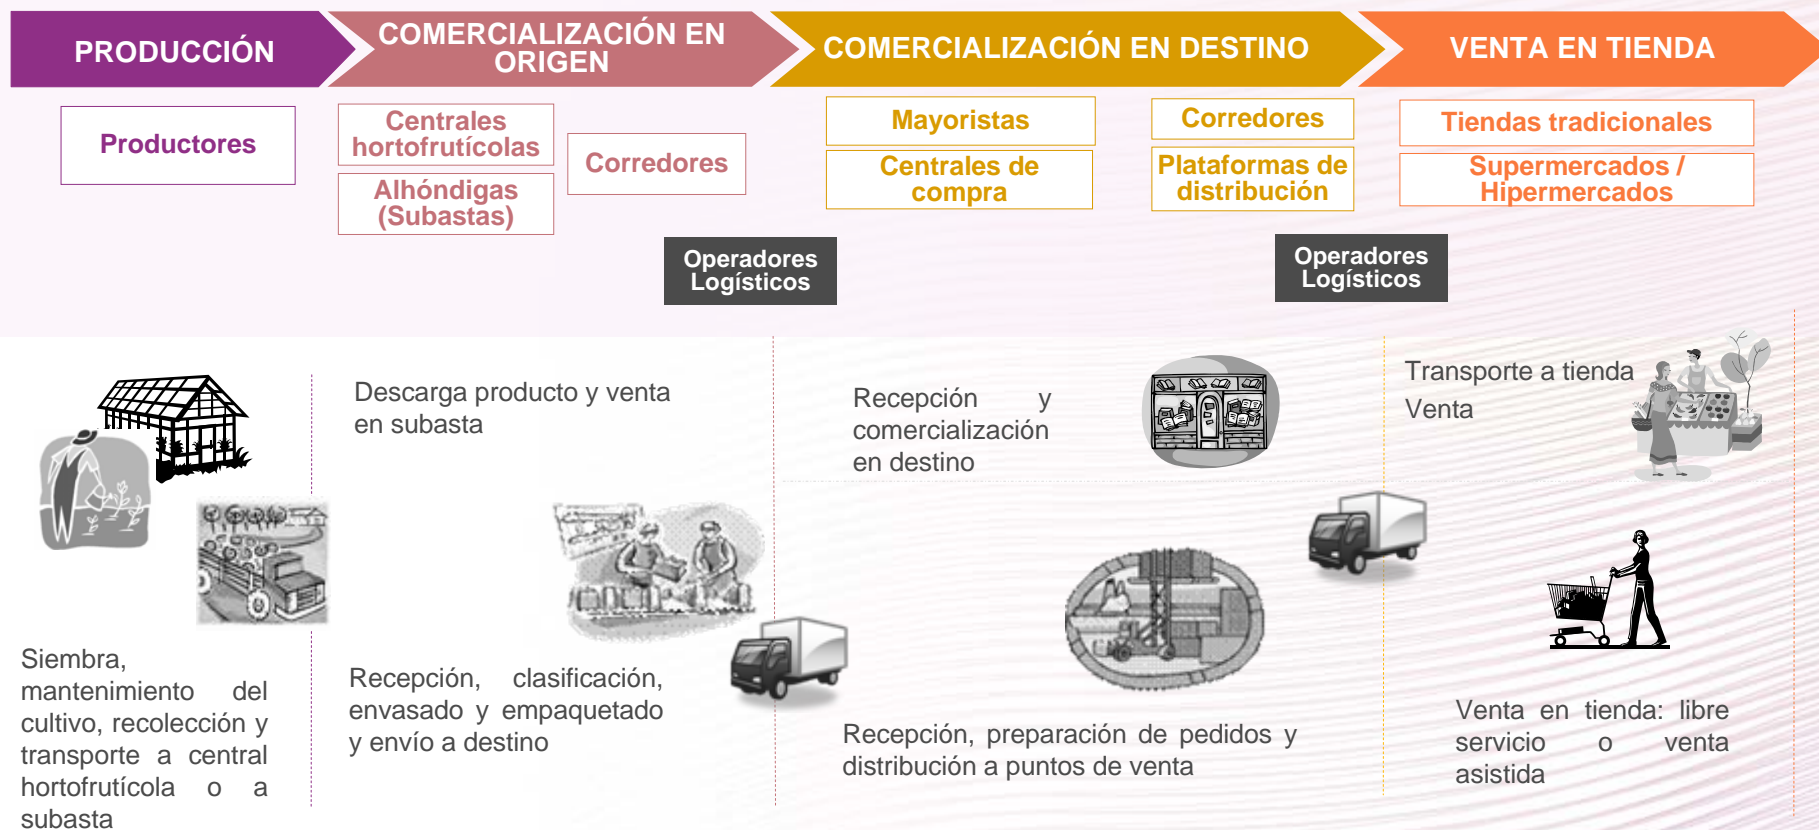 PRODUCCIÓN
COMERCIALIZACIÓN EN
ORIGEN
COMERCIALIZACIÓN EN DESTINO
VENTA EN TIENDA
Productores
Centrales
hortofrutícolas
Alhóndigas
(Subastas)
Corredores
Mayoristas
Centrales de
compra
Corredores
Plataformas de
distribución
Tiendas tradicionales
Supermercados /
Hipermercados
Operadores
Logísticos
Operadores
Logísticos
Siembra,
mantenimiento del
cultivo, recolección y
transporte a central
hortofrutícola o a
subasta
Descarga producto y venta
en subasta
Recepción, clasificación,
envasado y empaquetado
y envío a destino
Recepción y
comercialización
en destino
Recepción, preparación de pedidos y
distribución a puntos de venta
Transporte a tienda
Venta
Venta en tienda: libre
servicio o venta
asistida